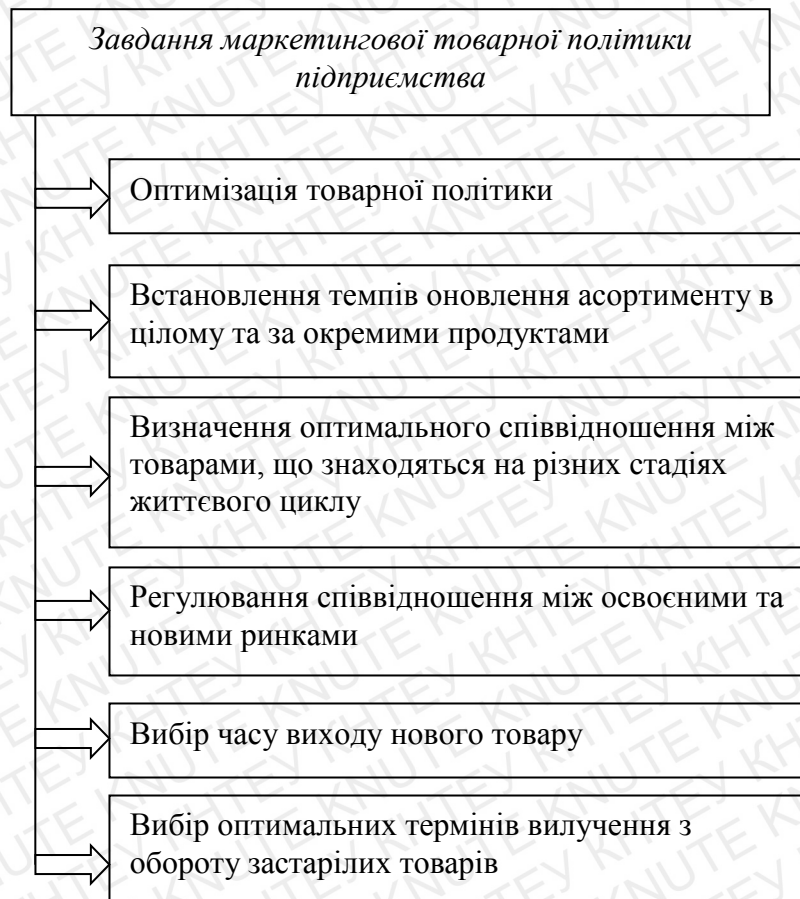 Завдання маркетингової товарної політики
підприємства
Оптимізація товарної політики
Встановлення темпів оновлення асортименту в
цілому та за окремими продуктами
Визначення оптимального співвідношення між
товарами, що знаходяться на різних стадіях
життєвого циклу
Регулювання співвідношення між освоєними та
новими ринками
Вибір часу виходу нового товару
Вибір оптимальних термінів вилучення з
обороту застарілих товарів